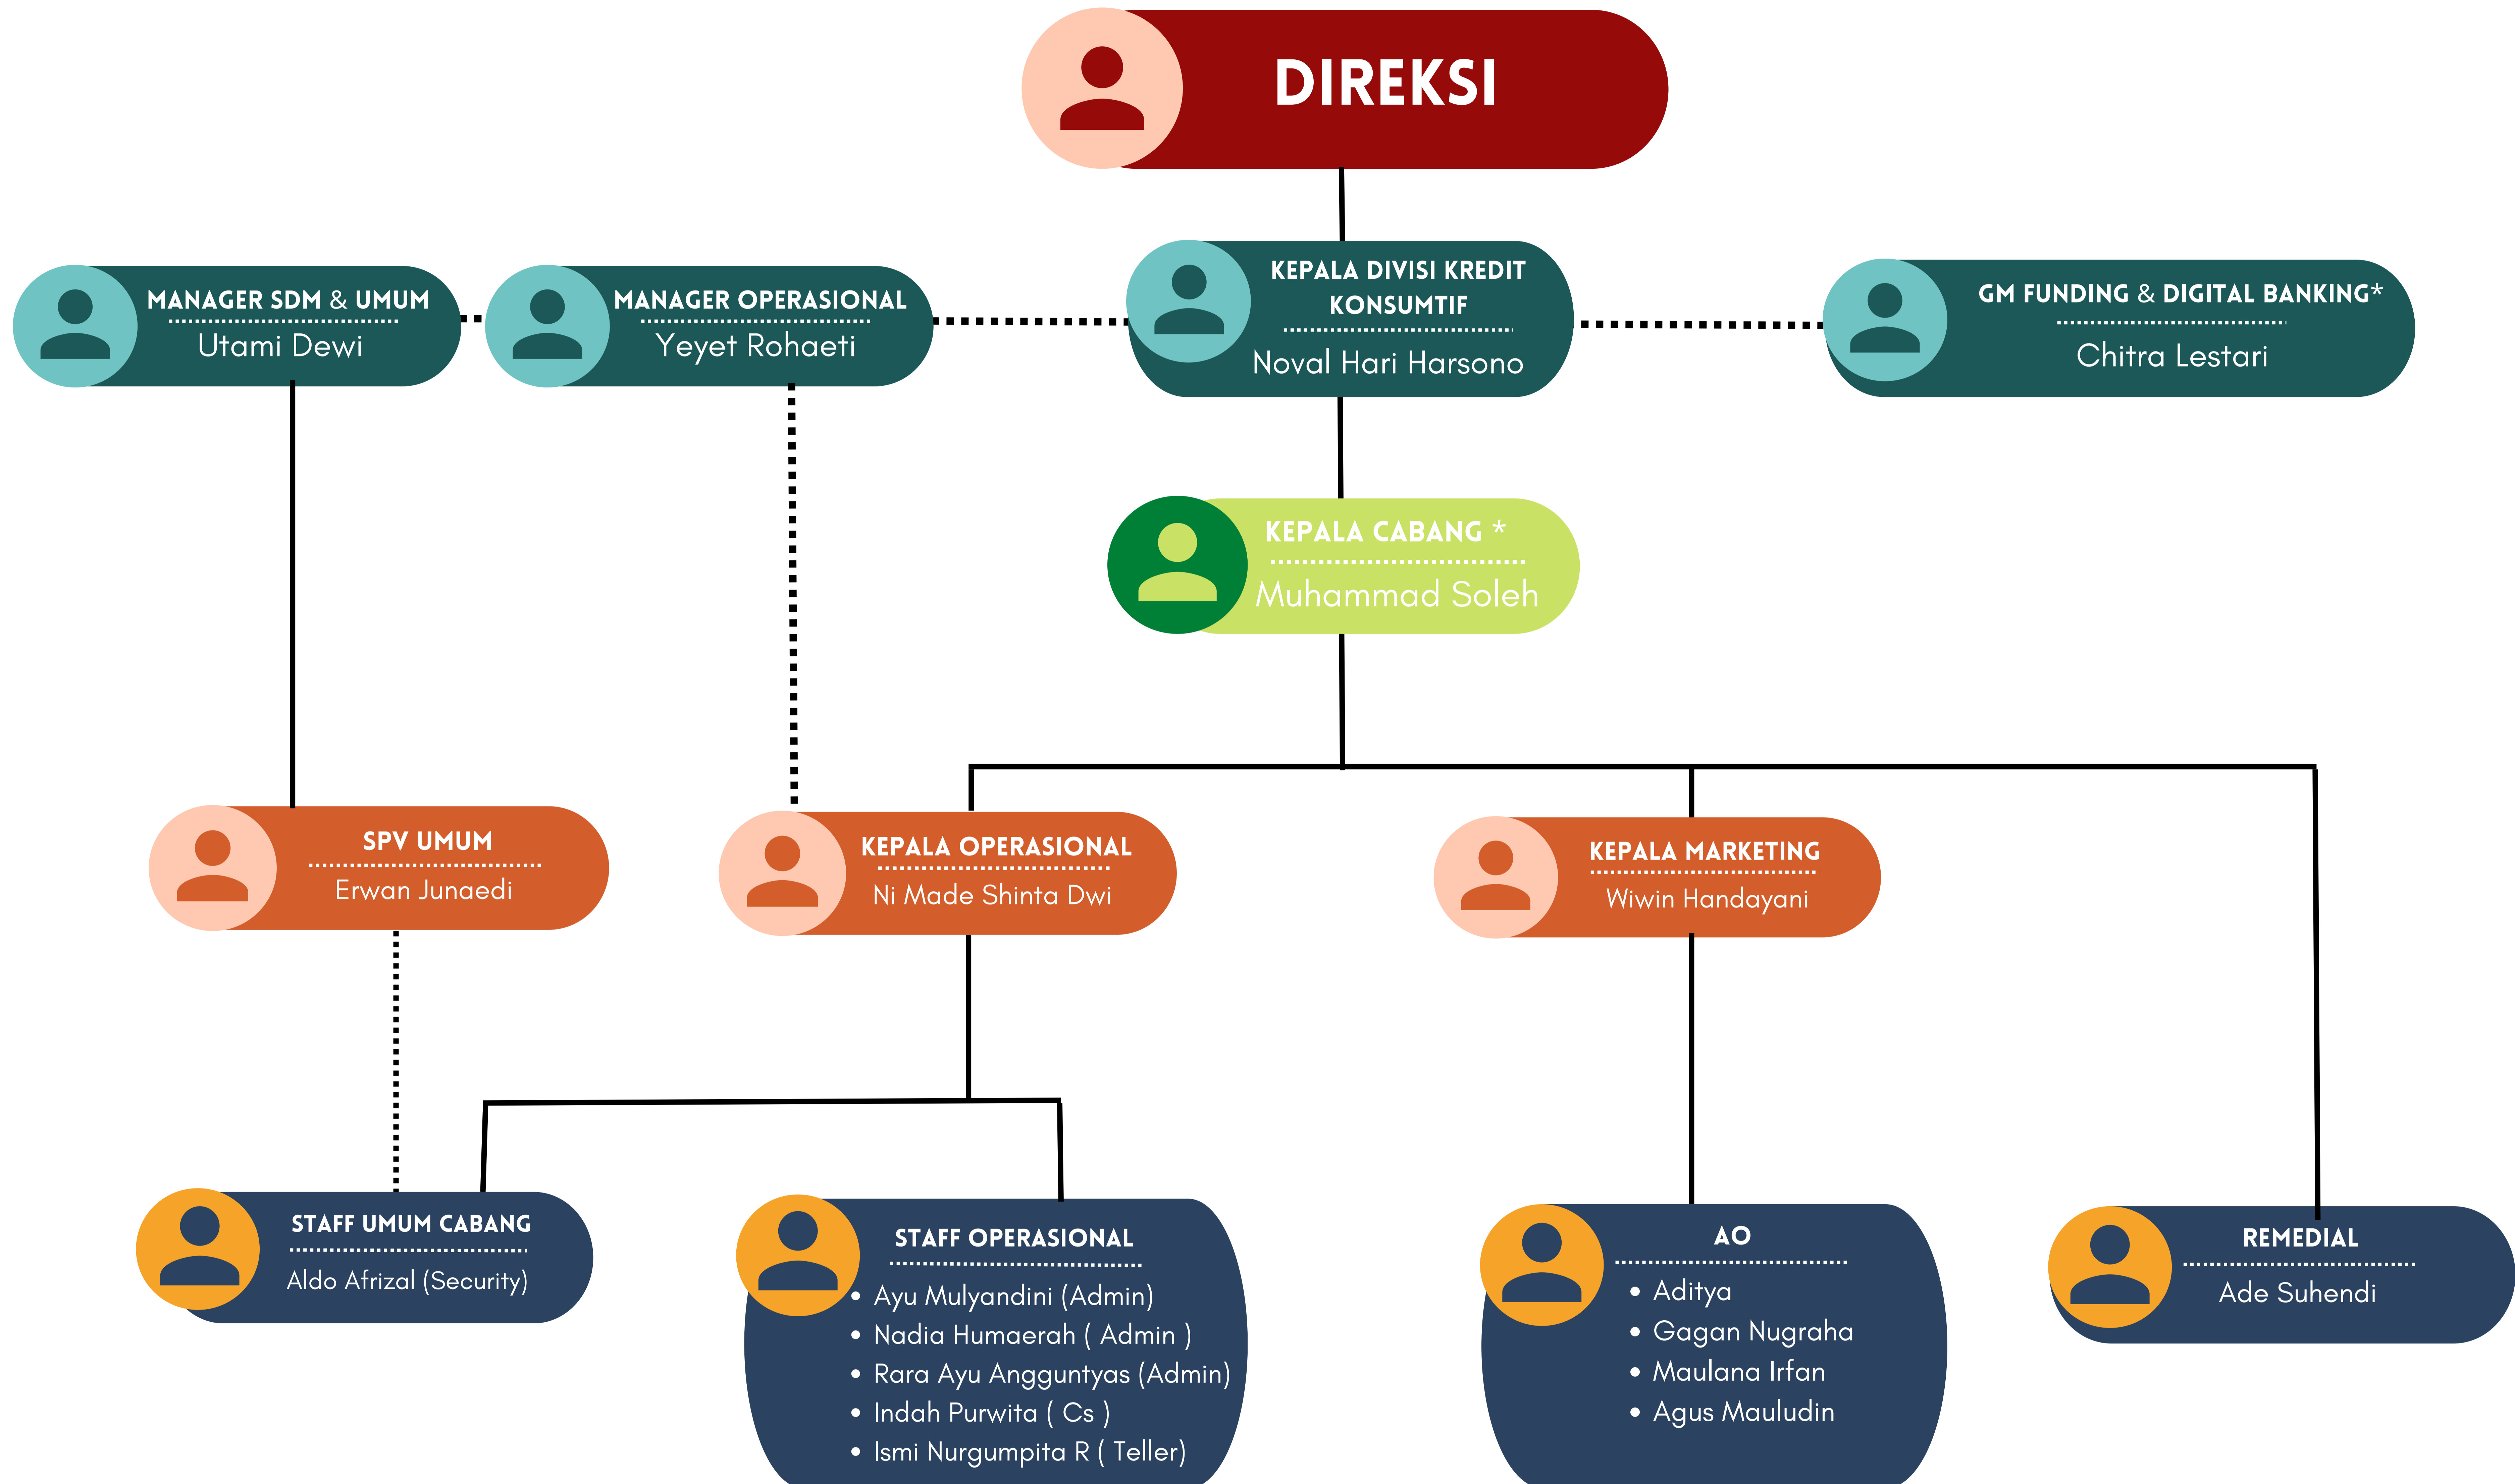 DIREKSI
MANAGER SDM & UMUM
Utami Dewi
MANAGER OPERASIONAL
Yeyet Rohaeti
KEPALA DIVISI KREDIT
KONSUMTIF
Noval Hari Harsono
GM FUNDING & DIGITAL BANKING*
Chitra Lestari
KEPALA CABANG *
Muhammad Soleh
SPV UMUM
Erwan Junaedi
KEPALA OPERASIONAL
Ni Made Shinta Dwi
KEPALA MARKETING
Wiwin Handayani
STAFF UMUM CABANG
Aldo Afrizal (Security)
STAFF OPERASIONAL
• Ayu Mulyandini (Admin)
• Nadia Humaerah ( Admin )
• Rara Ayu Angguntyas (Admin)
• Indah Purwita ( Cs )
• Ismi Nurgumpita R ( Teller)
AO
• Aditya
• Gagan Nugraha
• Maulana Irfan
• Agus Mauludin
REMEDIAL
Ade Suhendi